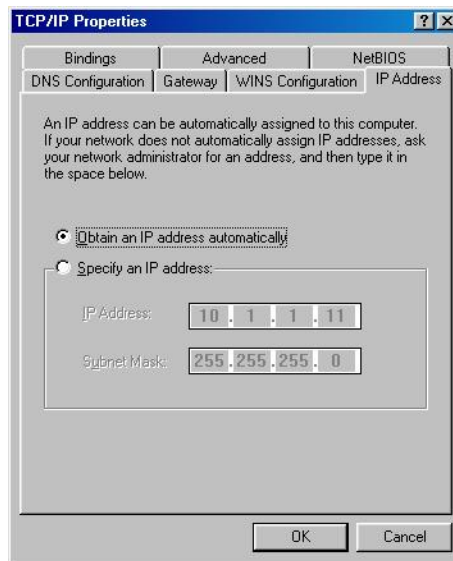 TCP/IP Properties
? X
Bindings Advanced NetBIOS
DNS Configuration Gateway WINS Configuration IP Address
An IP address can be automatically assigned to this computer.
If your network does not automatically assign IP addresses, ask
your network administrator for an address, and then type it in
the space below.
Obtain an IP address automatically
Specify an IP address:
IP Address: 10 . 1 . 1 . 11
Subnet Mask: 255 . 255 . 255 . 0
OK Cancel